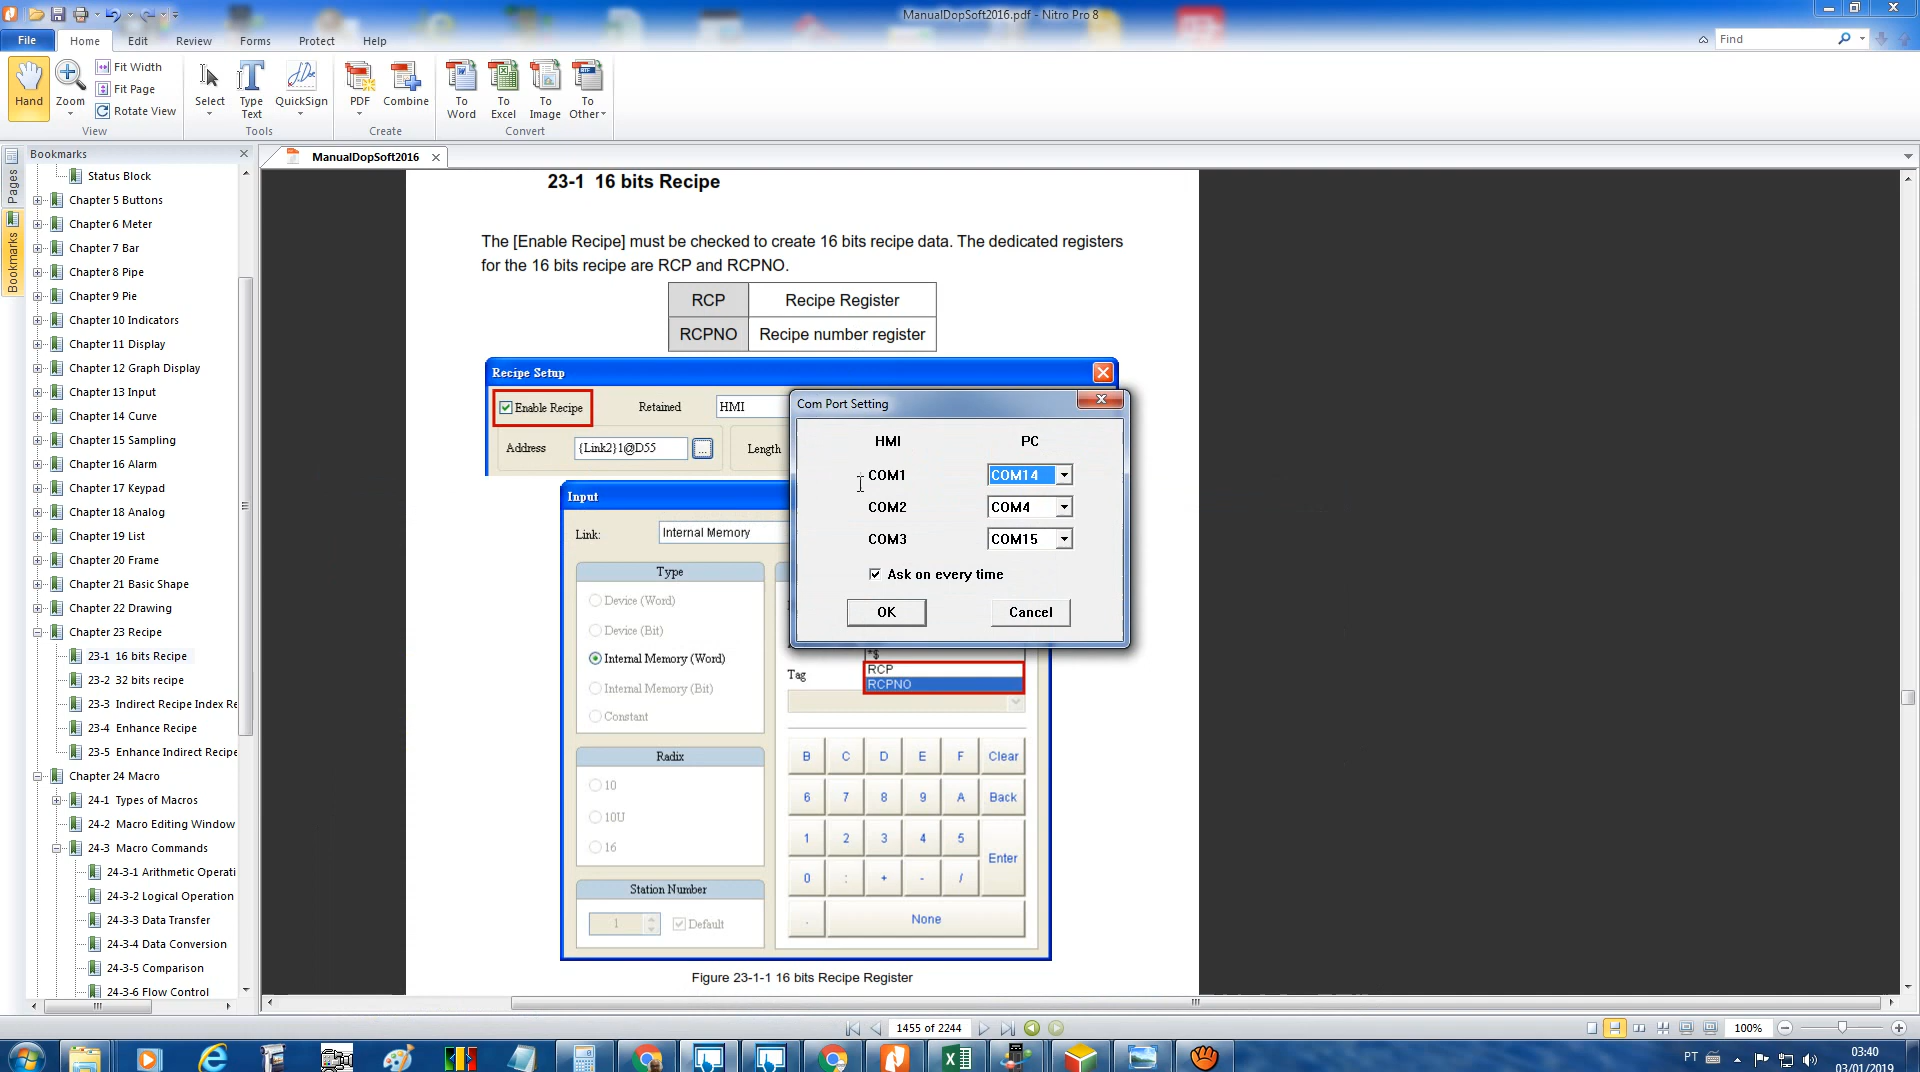 ManualDopSoft2016.pdf - Nitro Pro 8
File
Home
Edit
Review
Forms
Protect
Help
Find
Hand
Zoom
Fit Width
Fit Page
Rotate View
View
Select
Type
Text
QuickSign
Tools
PDF
Combine
Create
To
Word
To
Excel
To
Image
To
Other
Convert
Pages
Bookmarks
Bookmarks
Status Block
Chapter 5 Buttons
Chapter 6 Meter
Chapter 7 Bar
Chapter 8 Pipe
Chapter 9 Pie
Chapter 10 Indicators
Chapter 11 Display
Chapter 12 Graph Display
Chapter 13 Input
Chapter 14 Curve
Chapter 15 Sampling
Chapter 16 Alarm
Chapter 17 Keypad
Chapter 18 Analog
Chapter 19 List
Chapter 20 Frame
Chapter 21 Basic Shape
Chapter 22 Drawing
Chapter 23 Recipe
23-1 16 bits Recipe
23-2 32 bits recipe
23-3 Indirect Recipe Index Re
23-4 Enhance Recipe
23-5 Enhance Indirect Recipe
Chapter 24 Macro
24-1 Types of Macros
24-2 Macro Editing Window
24-3 Macro Commands
24-3-1 Arithmetic Operati
24-3-2 Logical Operation
24-3-3 Data Transfer
24-3-4 Data Conversion
24-3-5 Comparison
24-3-6 Flow Control
ManualDopSoft2016
23-1 16 bits Recipe
The [Enable Recipe] must be checked to create 16 bits recipe data. The dedicated registers
for the 16 bits recipe are RCP and RCPNO.
RCP Recipe Register
RCPNO Recipe number register
Recipe Setup
Enable Recipe Retained HMI
Address {Link2}1@D55 ... Length
Com Port Setting
HMI PC
COM1 COM14
COM2 COM4
COM3 COM15
Ask on every time
OK Cancel
Input
Link: Internal Memory
Type
Device (Word)
Device (Bit)
Internal Memory (Word)
Internal Memory (Bit)
Constant
Radix
10
10U
16
Station Number
1 Default
*$
Tag
RCP
RCPNO
B C D E F Clear
6 7 8 9 A Back
1 2 3 4 5
Enter
0 : + - /
. None
Figure 23-1-1 16 bits Recipe Register
1455 of 2244
100%
PT
03:40
03/01/2019